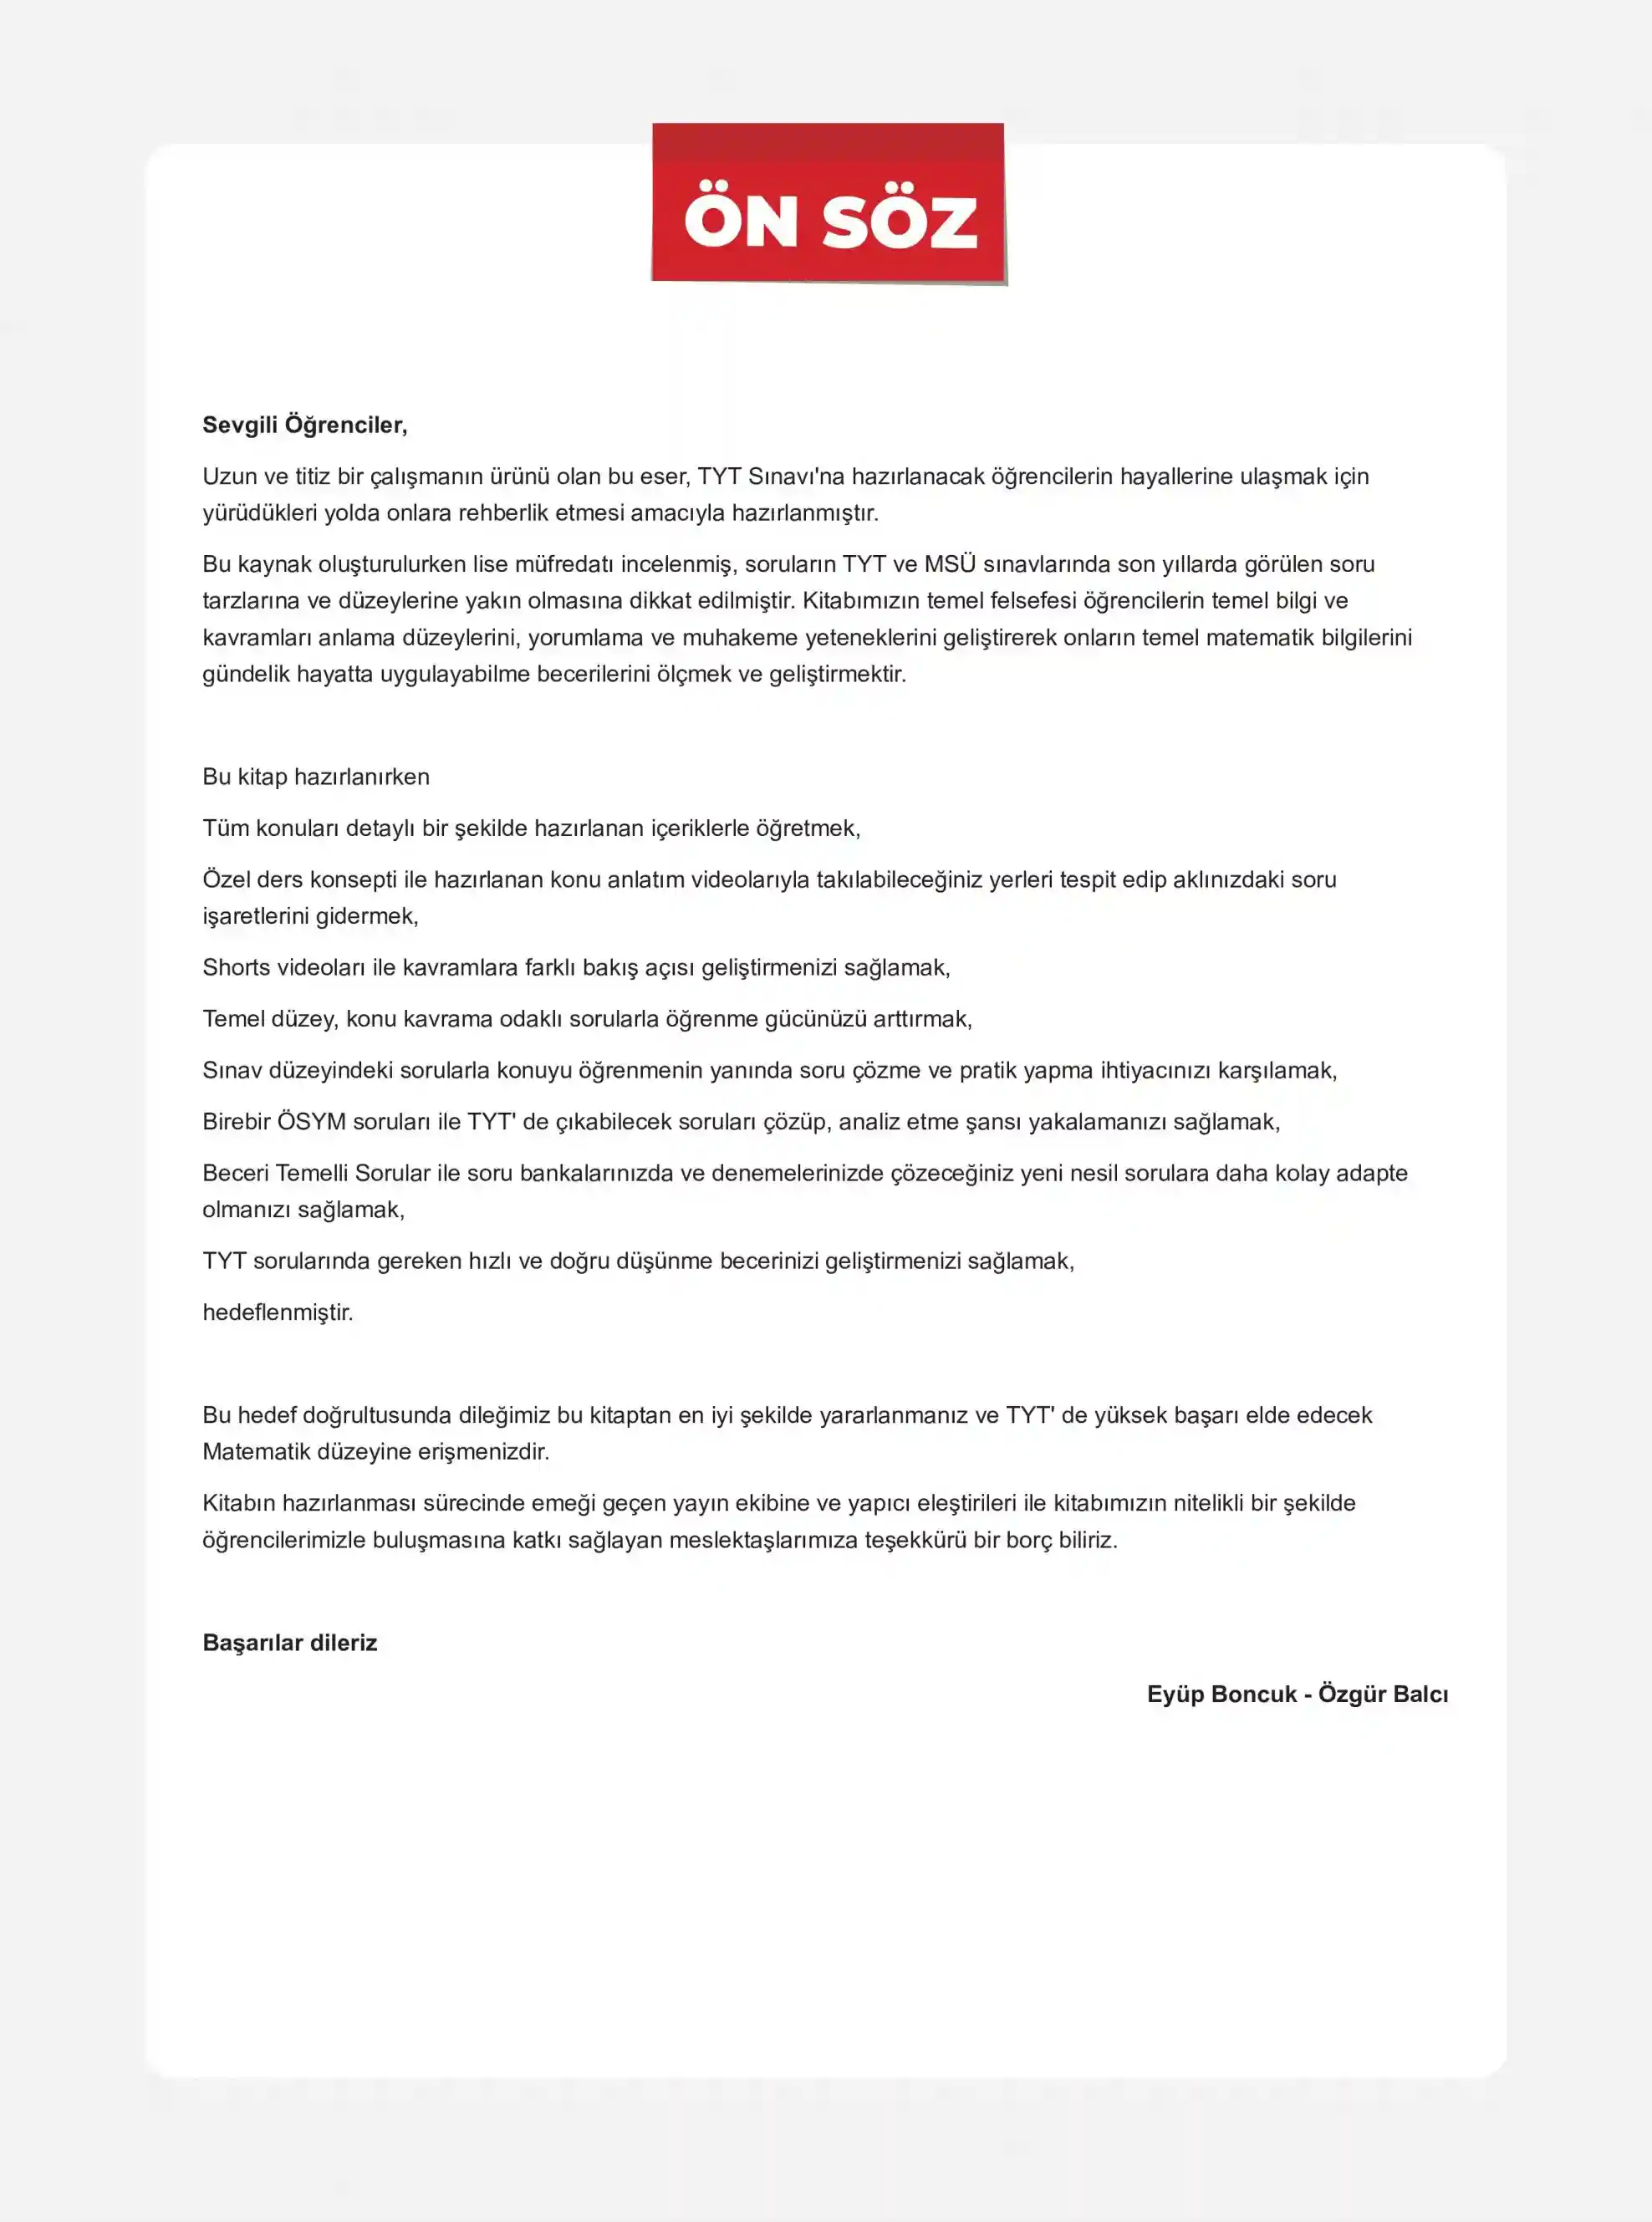 ÖN SÖZ
Sevgili Öğrenciler,
Uzun ve titiz bir çalışmanın ürünü olan bu eser, TYT Sınavı'na hazırlanacak öğrencilerin hayallerine ulaşmak için
yürüdükleri yolda onlara rehberlik etmesi amacıyla hazırlanmıştır.
Bu kaynak oluşturulurken lise müfredatı incelenmiş, soruların TYT ve MSÜ sınavlarında son yıllarda görülen soru
tarzlarına ve düzeylerine yakın olmasına dikkat edilmiştir. Kitabımızın temel felsefesi öğrencilerin temel bilgi ve
kavramları anlama düzeylerini, yorumlama ve muhakeme yeteneklerini geliştirerek onların temel matematik bilgilerini
gündelik hayatta uygulayabilme becerilerini ölçmek ve geliştirmektir.
Bu kitap hazırlanırken
Tüm konuları detaylı bir şekilde hazırlanan içeriklerle öğretmek,
Özel ders konsepti ile hazırlanan konu anlatım videolarıyla takılabileceğiniz yerleri tespit edip aklınızdaki soru
işaretlerini gidermek,
Shorts videoları ile kavramlara farklı bakış açısı geliştirmenizi sağlamak,
Temel düzey, konu kavrama odaklı sorularla öğrenme gücünüzü arttırmak,
Sınav düzeyindeki sorularla konuyu öğrenmenin yanında soru çözme ve pratik yapma ihtiyacınızı karşılamak,
Birebir ÖSYM soruları ile TYT' de çıkabilecek soruları çözüp, analiz etme şansı yakalamanızı sağlamak,
Beceri Temelli Sorular ile soru bankalarınızda ve denemelerinizde çözeceğiniz yeni nesil sorulara daha kolay adapte
olmanızı sağlamak,
TYT sorularında gereken hızlı ve doğru düşünme becerinizi geliştirmenizi sağlamak,
hedeflenmiştir.
Bu hedef doğrultusunda dileğimiz bu kitaptan en iyi şekilde yararlanmanız ve TYT' de yüksek başarı elde edecek
Matematik düzeyine erişmenizdir.
Kitabın hazırlanması sürecinde emeği geçen yayın ekibine ve yapıcı eleştirileri ile kitabımızın nitelikli bir şekilde
öğrencilerimizle buluşmasına katkı sağlayan meslektaşlarımıza teşekkürü bir borç biliriz.
Başarılar dileriz
Eyüp Boncuk - Özgür Balcı